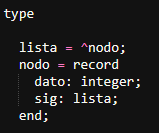 type
lista = ^nodo;
nodo = record
dato: integer;
sig: lista;
end;